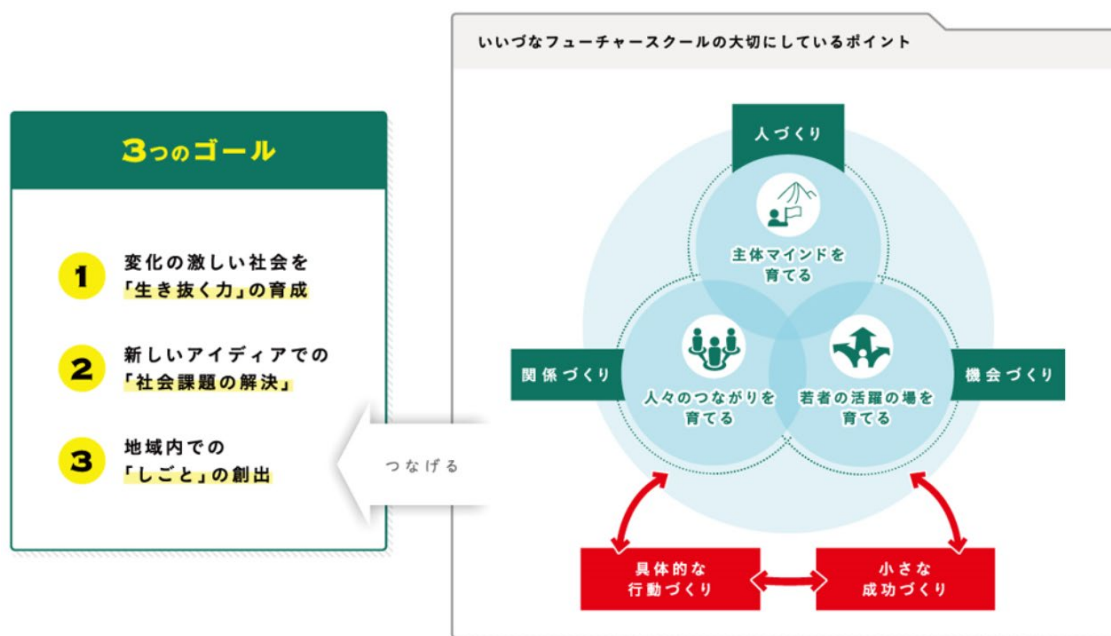 いいづなフューチャースクールの大切にしているポイント
3つのゴール
1
変化の激しい社会を
「生き抜く力」の育成
2
新しいアイディアでの
「社会課題の解決」
3
地域内での
「しごと」の創出
つなげる
人づくり
主体マインドを
育てる
関係づくり
人々のつながりを
育てる
機会づくり
若者の活躍の場を
育てる
具体的な
行動づくり
小さな
成功づくり